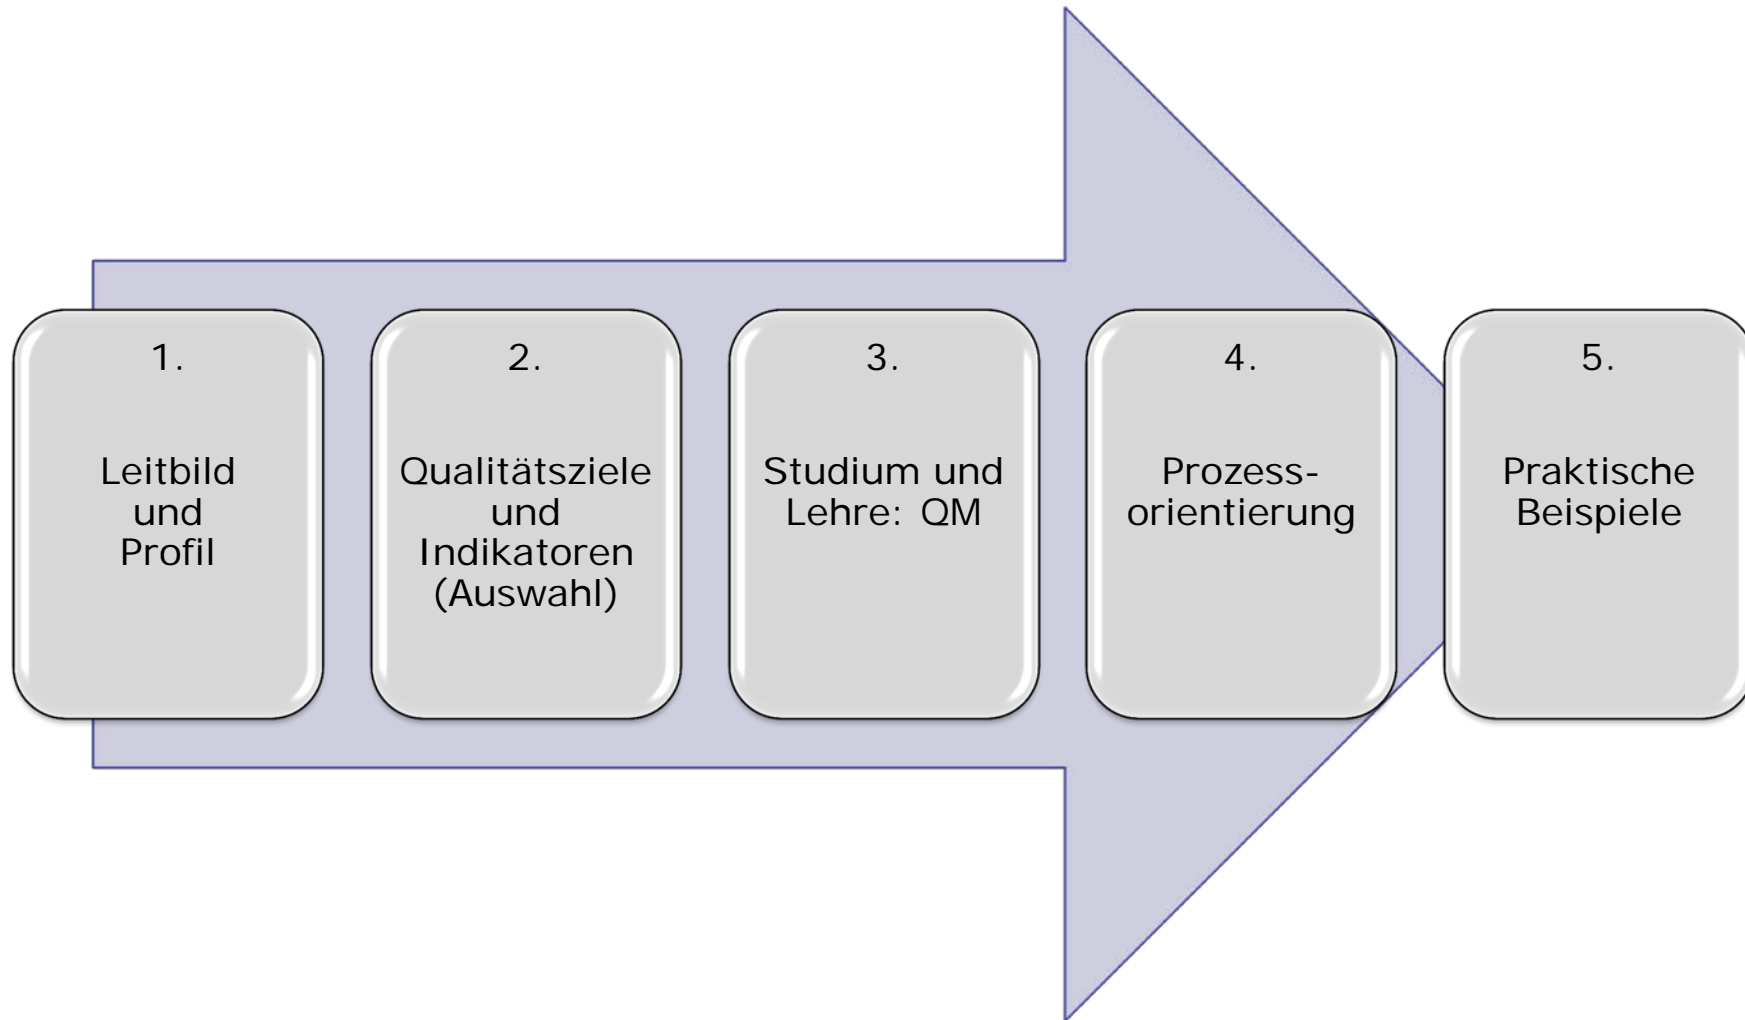 1.
Leitbild
und
Profil
2.
Qualitätsziele
und
Indikatoren
(Auswahl)
3.
Studium und
Lehre: QM
4.
Prozess-
orientierung
5.
Praktische
Beispiele